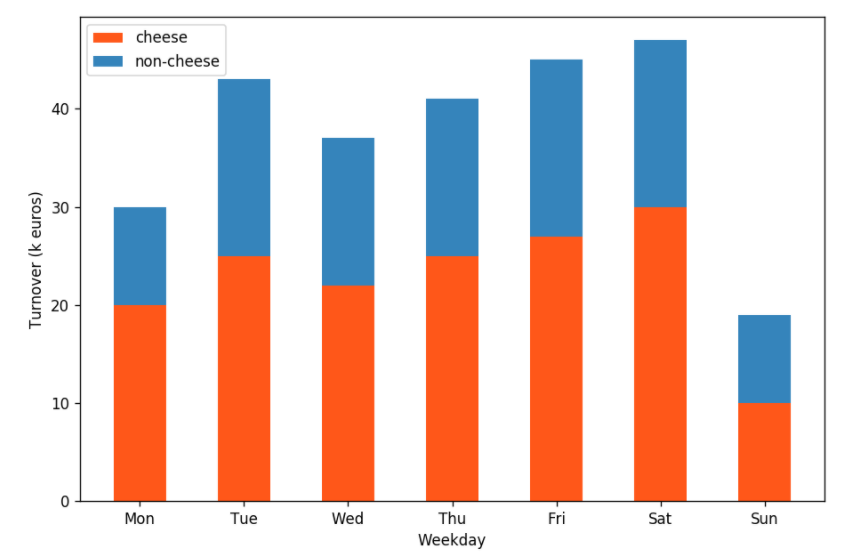 cheese
non-cheese
Turnover (k euros)
40
30
20
10
0
Mon Tue Wed Thu Fri Sat Sun
Weekday